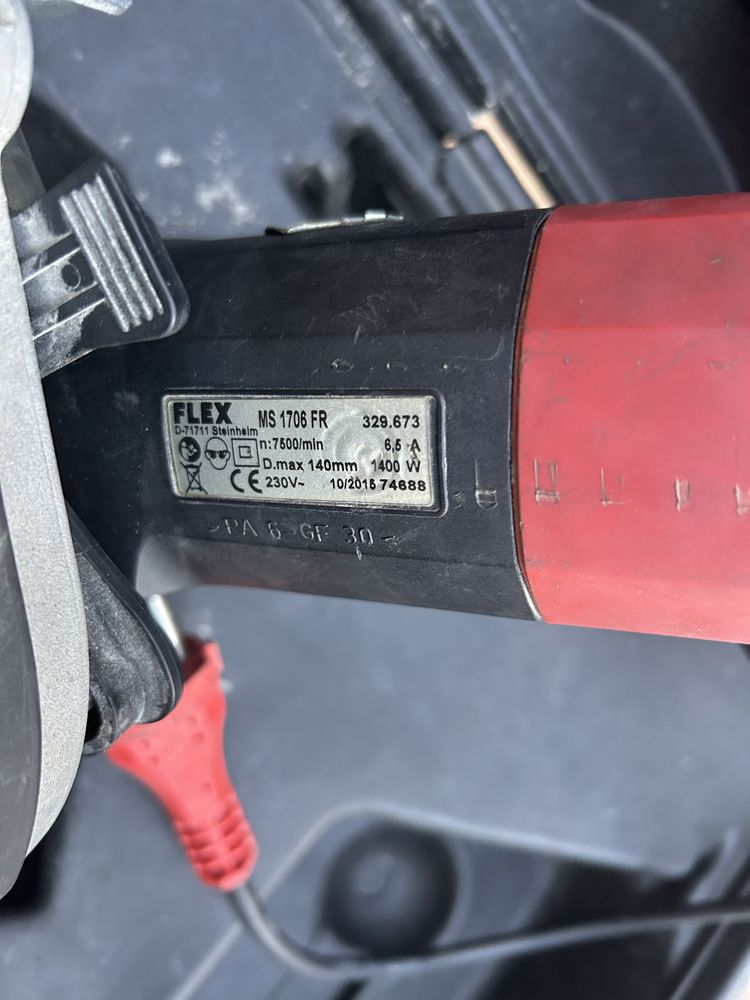 FLEX MS 1706 FR 329.673
D-71711 Steinheim
n:7500/min 6,5 A
D.max 140mm 1400 W
CE 230V~ 10/2015 74688
>PA 6-GF 30<